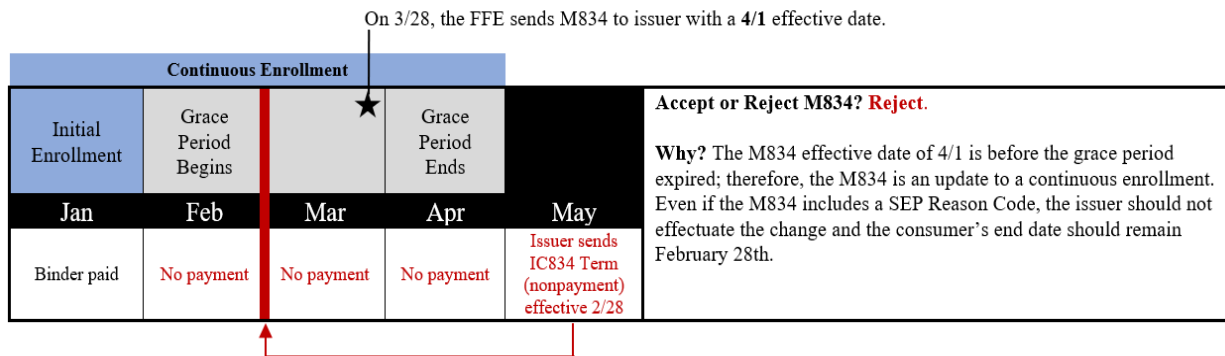 On 3/28, the FFE sends M834 to issuer with a 4/1 effective date.
Continuous Enrollment
Initial
Enrollment
Grace
Period
Begins
Grace
Period
Ends
Jan
Feb
Mar
Apr
May
Binder paid
No payment
No payment
No payment
Issuer sends
IC834 Term
(nonpayment)
effective 2/28
Accept or Reject M834? Reject.
Why? The M834 effective date of 4/1 is before the grace period
expired; therefore, the M834 is an update to a continuous enrollment.
Even if the M834 includes a SEP Reason Code, the issuer should not
effectuate the change and the consumer’s end date should remain
February 28th.